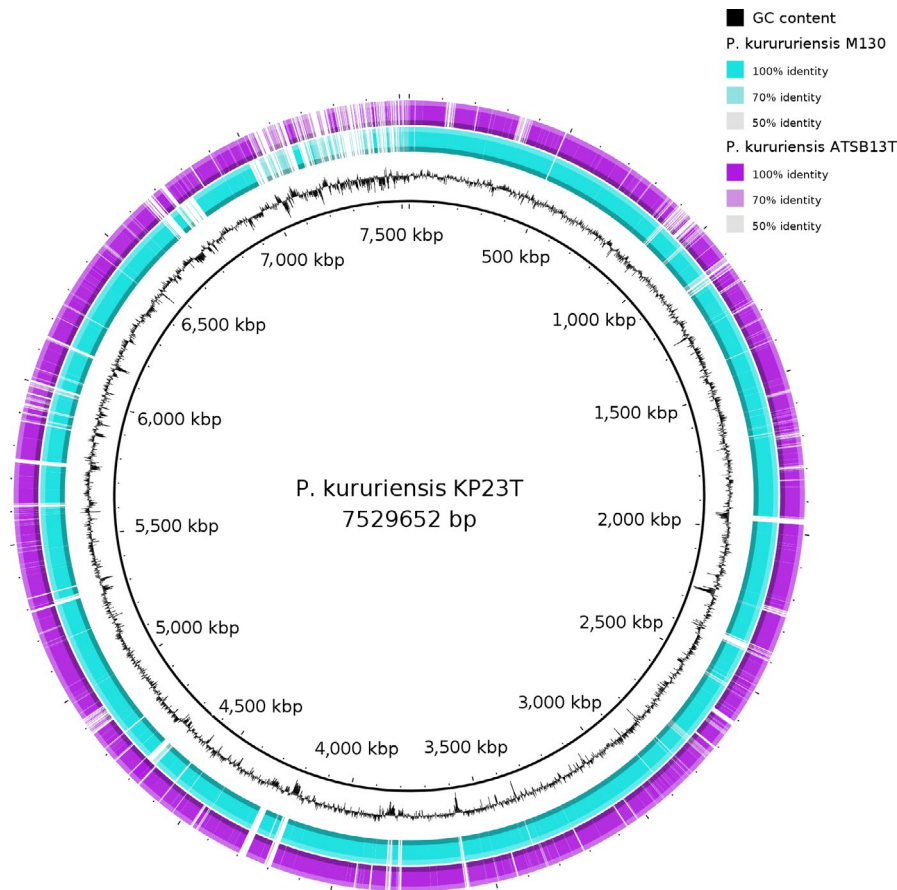 GC content
P. kurururiensis M130
100% identity
70% identity
50% identity
P. kururiensis ATSB13T
100% identity
70% identity
50% identity
7,500 kbp
500 kbp
1,000 kbp
1,500 kbp
2,000 kbp
2,500 kbp
3,000 kbp
3,500 kbp
4,000 kbp
4,500 kbp
5,000 kbp
5,500 kbp
6,000 kbp
6,500 kbp
7,000 kbp
P. kururiensis KP23T
7529652 bp